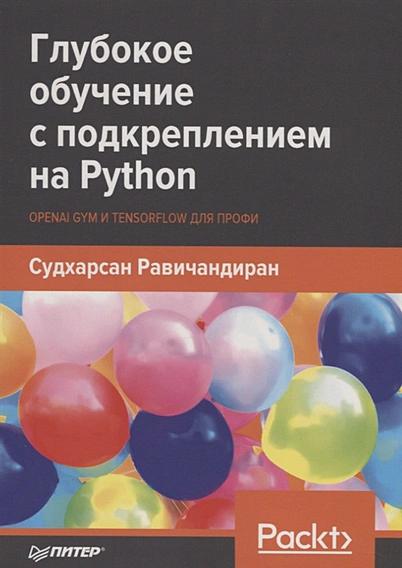 Глубокое
обучение
с подкреплением
на Python
OPENAI GYM И TENSORFLOW ДЛЯ ПРОФИ
Судхарсан Равичандиран
Packt>
ПИТЕР®